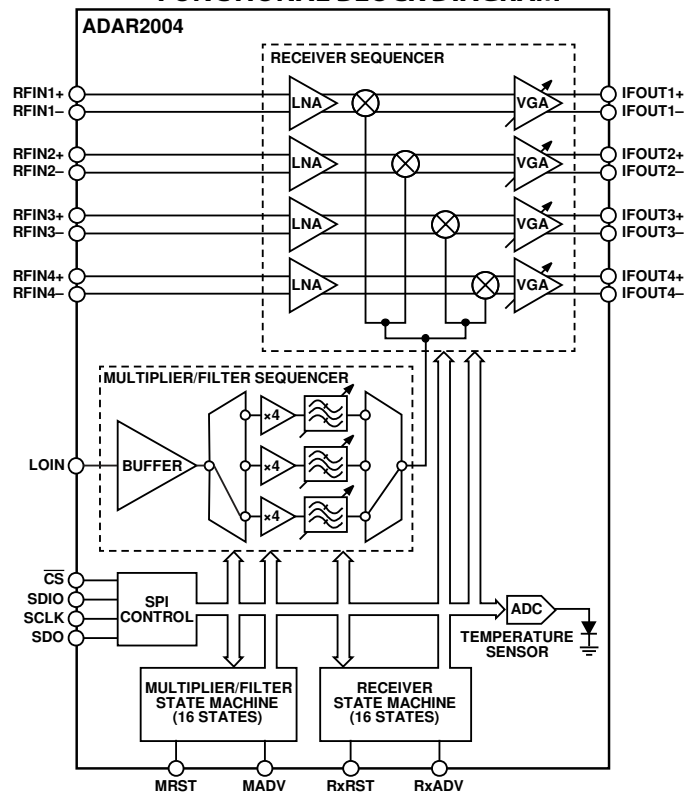 FUNCTIONAL BLOCK DIAGRAM
ADAR2004
RECEIVER SEQUENCER
RFIN1+
RFIN1–
LNA
VGA
IFOUT1+
IFOUT1–
RFIN2+
RFIN2–
LNA
VGA
IFOUT2+
IFOUT2–
RFIN3+
RFIN3–
LNA
VGA
IFOUT3+
IFOUT3–
RFIN4+
RFIN4–
LNA
VGA
IFOUT4+
IFOUT4–
MULTIPLIER/FILTER SEQUENCER
×4
LOIN
BUFFER
×4
×4
CS
SDIO
SCLK
SDO
SPI
CONTROL
ADC
TEMPERATURE
SENSOR
MULTIPLIER/FILTER
STATE MACHINE
(16 STATES)
RECEIVER
STATE MACHINE
(16 STATES)
MRST
MADV
RxRST
RxADV